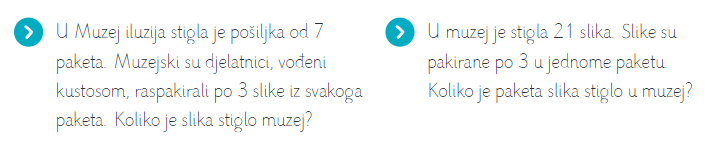 U Muzej iluzija stigla je pošiljka od 7
paketa. Muzejski su djelatnici, vođeni
kustosom, raspakirali po 3 slike iz svakoga
paketa. Koliko je slika stiglo muzej?
U muzej je stigla 21 slika. Slike su
pakirane po 3 u jednome paketu.
Koliko je paketa slika stiglo u muzej?